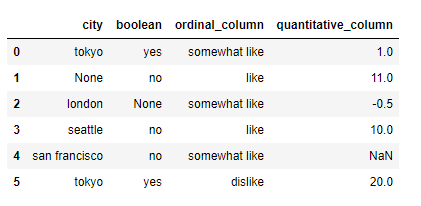 city boolean ordinal_column quantitative_column
0 tokyo yes somewhat like 1.0
1 None no like 11.0
2 london None somewhat like -0.5
3 seattle no like 10.0
4 san francisco no somewhat like NaN
5 tokyo yes dislike 20.0